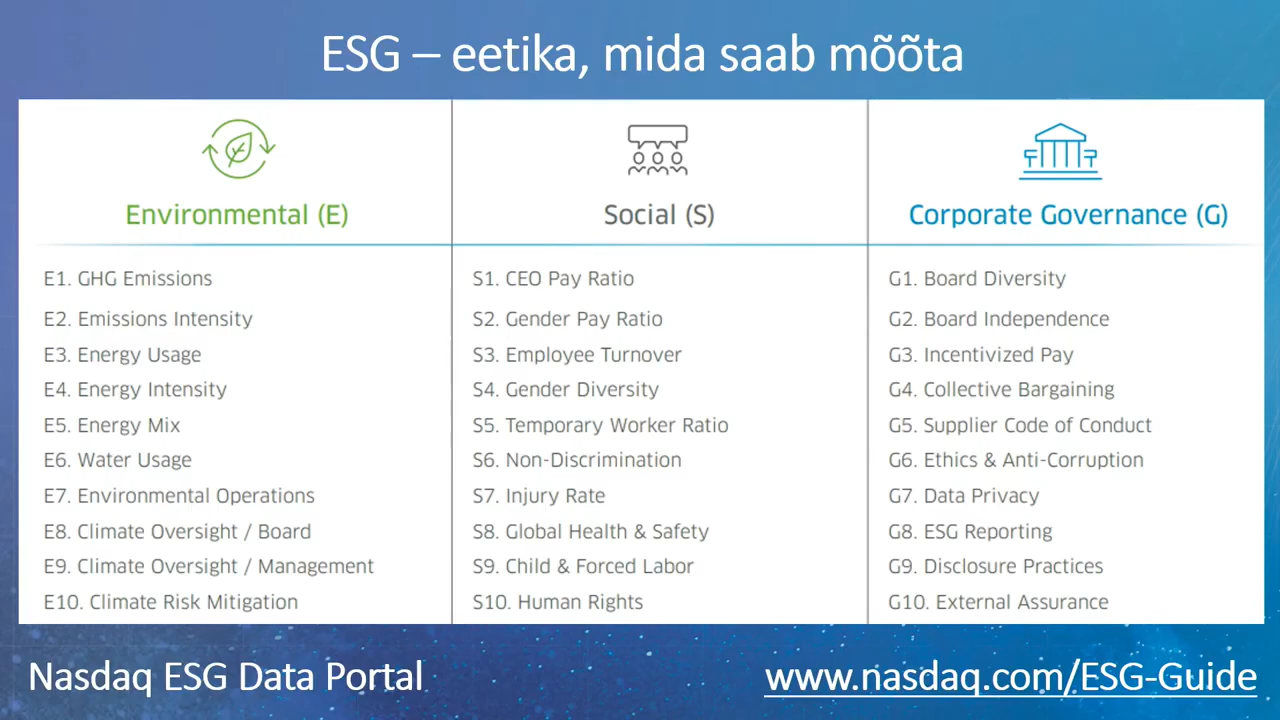 ESG – eetika, mida saab mõõta
Environmental (E)
E1. GHG Emissions
E2. Emissions Intensity
E3. Energy Usage
E4. Energy Intensity
E5. Energy Mix
E6. Water Usage
E7. Environmental Operations
E8. Climate Oversight / Board
E9. Climate Oversight / Management
E10. Climate Risk Mitigation
Social (S)
S1. CEO Pay Ratio
S2. Gender Pay Ratio
S3. Employee Turnover
S4. Gender Diversity
S5. Temporary Worker Ratio
S6. Non-Discrimination
S7. Injury Rate
S8. Global Health & Safety
S9. Child & Forced Labor
S10. Human Rights
Corporate Governance (G)
G1. Board Diversity
G2. Board Independence
G3. Incentivized Pay
G4. Collective Bargaining
G5. Supplier Code of Conduct
G6. Ethics & Anti-Corruption
G7. Data Privacy
G8. ESG Reporting
G9. Disclosure Practices
G10. External Assurance
Nasdaq ESG Data Portal
www.nasdaq.com/ESG-Guide